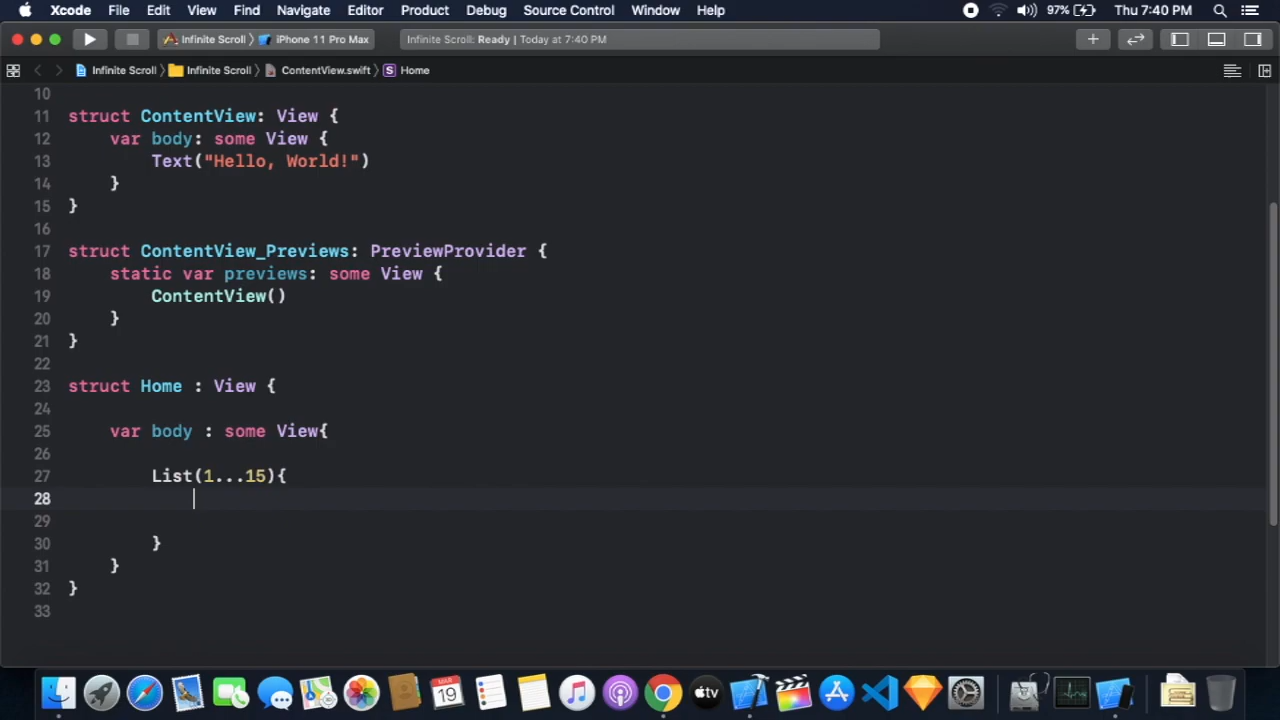 Xcode File Edit View Find Navigate Editor Product Debug Source Control Window Help 97% Thu 7:40 PM
Infinite Scroll iPhone 11 Pro Max Infinite Scroll: Ready | Today at 7:40 PM
Infinite Scroll Infinite Scroll ContentView.swift S Home
10
11 struct ContentView: View {
12 var body: some View {
13 Text("Hello, World!")
14 }
15 }
16
17 struct ContentView_Previews: PreviewProvider {
18 static var previews: some View {
19 ContentView()
20 }
21 }
22
23 struct Home : View {
24
25 var body : some View{
26
27 List(1...15){
28
29
30 }
31 }
32 }
33
MAR
19
tv